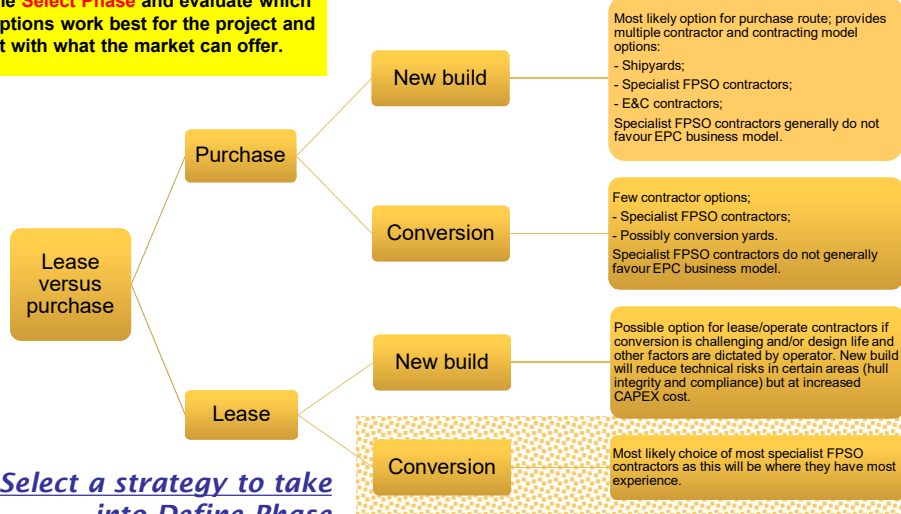 ne Select Phase and evaluate which
ptions work best for the project and
t with what the market can offer.
Lease
versus
purchase
Purchase
New build
Most likely option for purchase route; provides
multiple contractor and contracting model
options:
- Shipyards;
- Specialist FPSO contractors;
- E&C contractors;
Specialist FPSO contractors generally do not
favour EPC business model.
Conversion
Few contractor options;
- Specialist FPSO contractors;
- Possibly conversion yards.
Specialist FPSO contractors do not generally
favour EPC business model.
Lease
New build
Possible option for lease/operate contractors if
conversion is challenging and/or design life and
other factors are dictated by operator. New build
will reduce technical risks in certain areas (hull
integrity and compliance) but at increased
CAPEX cost.
Conversion
Most likely choice of most specialist FPSO
contractors as this will be where they have most
experience.
Select a strategy to take
into Define Phase